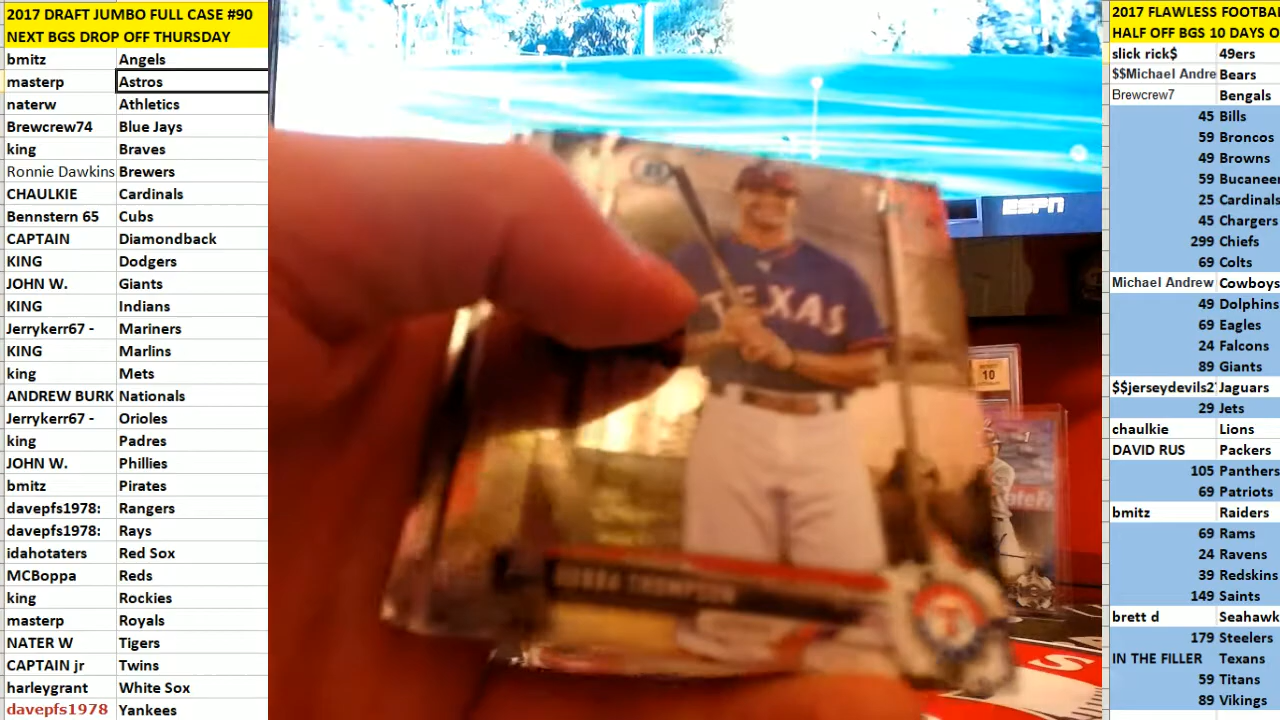 2017 DRAFT JUMBO FULL CASE #90
NEXT BGS DROP OFF THURSDAY
bmitz Angels
masterp Astros
naterw Athletics
Brewcrew74 Blue Jays
king Braves
Ronnie Dawkins Brewers
CHAULKIE Cardinals
Bennstern 65 Cubs
CAPTAIN Diamondback
KING Dodgers
JOHN W. Giants
KING Indians
Jerrykerr67 - Mariners
KING Marlins
king Mets
ANDREW BURK Nationals
Jerrykerr67 - Orioles
king Padres
JOHN W. Phillies
bmitz Pirates
davepfs1978: Rangers
davepfs1978: Rays
idahotaters Red Sox
MCBoppa Reds
king Rockies
masterp Royals
NATER W Tigers
CAPTAIN jr Twins
harleygrant White Sox
davepfs1978 Yankees
ESPN
TEXAS
BUBBA THOMPSON
T
10
2017 FLAWLESS FOOTBA
HALF OFF BGS 10 DAYS O
slick rick$ 49ers
$$Michael Andre Bears
Brewcrew7 Bengals
45 Bills
59 Broncos
49 Browns
59 Bucaneer
25 Cardinals
45 Chargers
299 Chiefs
69 Colts
Michael Andrew Cowboys
49 Dolphins
69 Eagles
24 Falcons
89 Giants
$$jerseydevils2 Jaguars
29 Jets
chaulkie Lions
DAVID RUS Packers
105 Panthers
69 Patriots
bmitz Raiders
69 Rams
24 Ravens
39 Redskins
149 Saints
brett d Seahawk
179 Steelers
IN THE FILLER Texans
59 Titans
89 Vikings